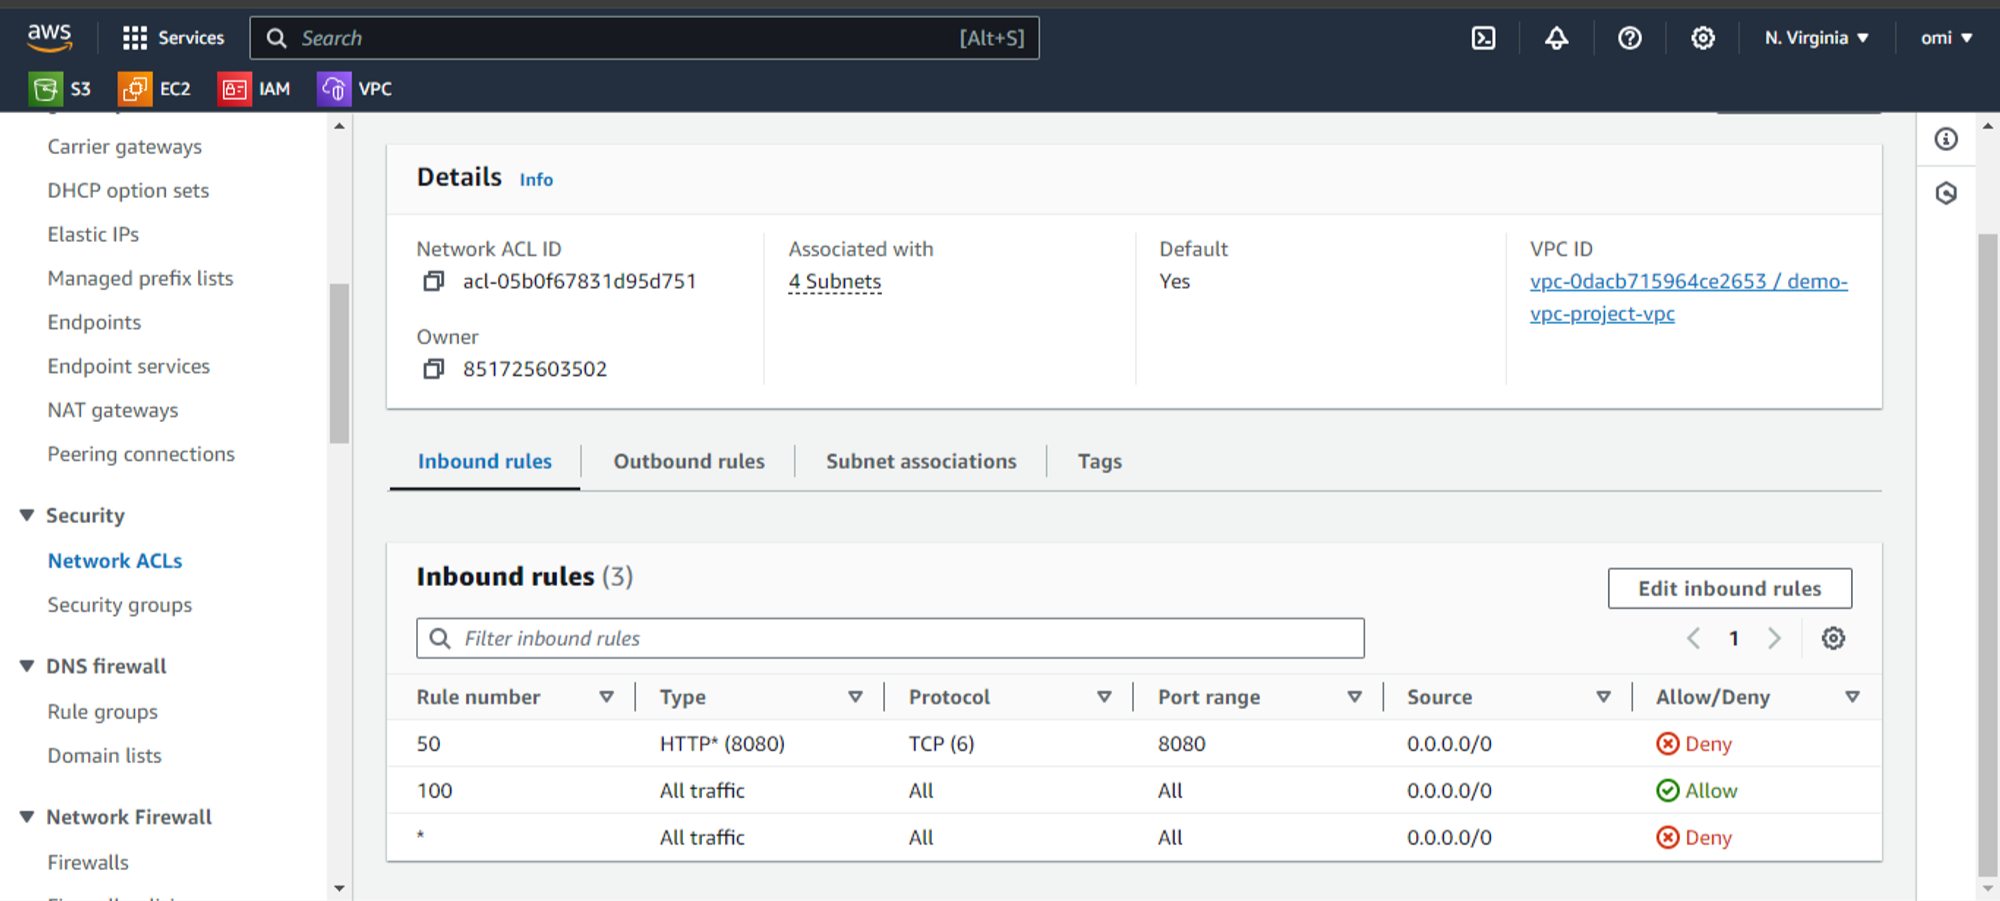 aws
Services
Search
[Alt+S]
N. Virginia
omi
S3
EC2
IAM
VPC
Carrier gateways
DHCP option sets
Elastic IPs
Managed prefix lists
Endpoints
Endpoint services
NAT gateways
Peering connections
Security
Network ACLs
Security groups
DNS firewall
Rule groups
Domain lists
Network Firewall
Firewalls
Details Info
Network ACL ID
acl-05b0f67831d95d751
Owner
851725603502
Associated with
4 Subnets
Default
Yes
VPC ID
vpc-0dacb715964ce2653 / demo-
vpc-project-vpc
Inbound rules
Outbound rules
Subnet associations
Tags
Inbound rules (3)
Edit inbound rules
Filter inbound rules
1
Rule number Type Protocol Port range Source Allow/Deny
50 HTTP* (8080) TCP (6) 8080 0.0.0.0/0 Deny
100 All traffic All All 0.0.0.0/0 Allow
* All traffic All All 0.0.0.0/0 Deny